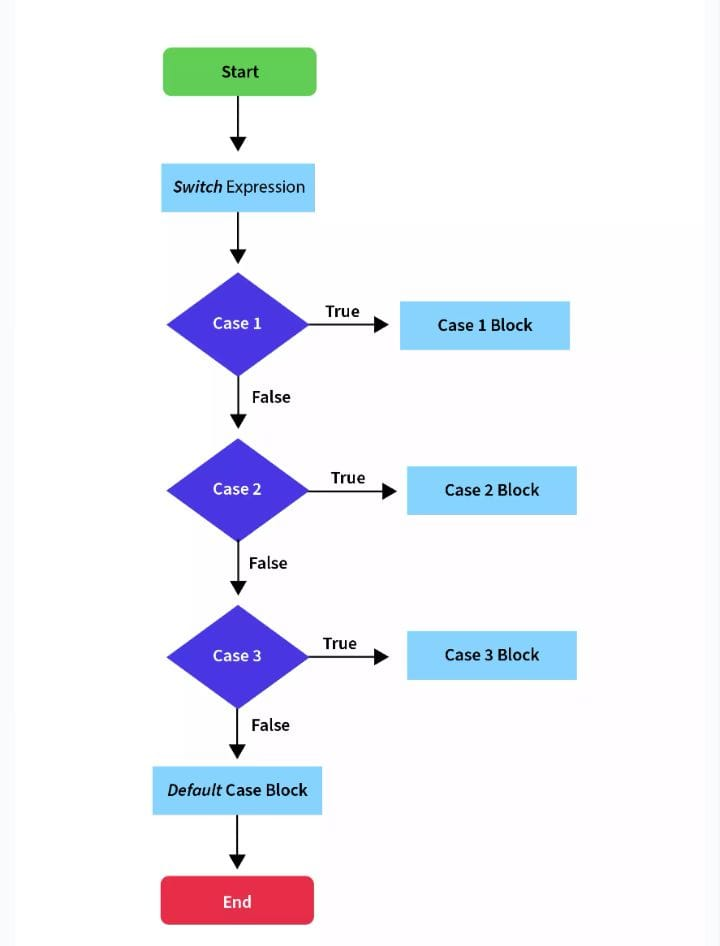 Start
Switch Expression
Case 1
True
Case 1 Block
False
Case 2
True
Case 2 Block
False
Case 3
True
Case 3 Block
False
Default Case Block
End